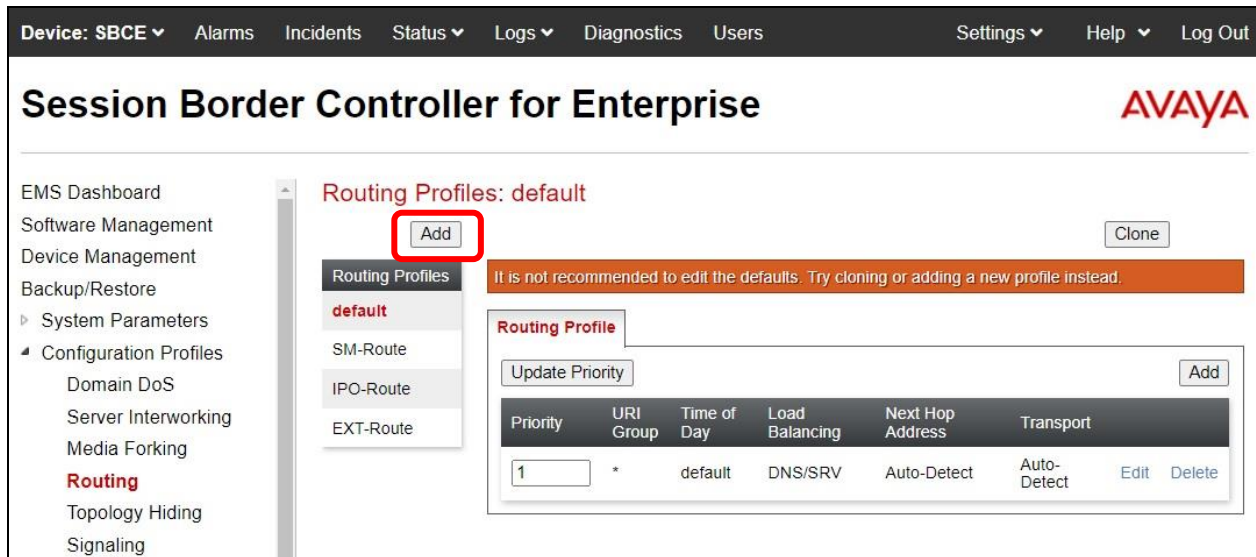 Device: SBCE Alarms Incidents Status Logs Diagnostics Users Settings Help Log Out
Session Border Controller for Enterprise
AVAYA
EMS Dashboard
Software Management
Device Management
Backup/Restore
System Parameters
Configuration Profiles
Domain DoS
Server Interworking
Media Forking
Routing
Topology Hiding
Signaling
Routing Profiles: default
Add
Clone
Routing Profiles
default
SM-Route
IPO-Route
EXT-Route
It is not recommended to edit the defaults. Try cloning or adding a new profile instead.
Routing Profile
Update Priority
Add
Priority URI Group Time of Day Load Balancing Next Hop Address Transport
1 * default DNS/SRV Auto-Detect Auto-Detect Edit Delete